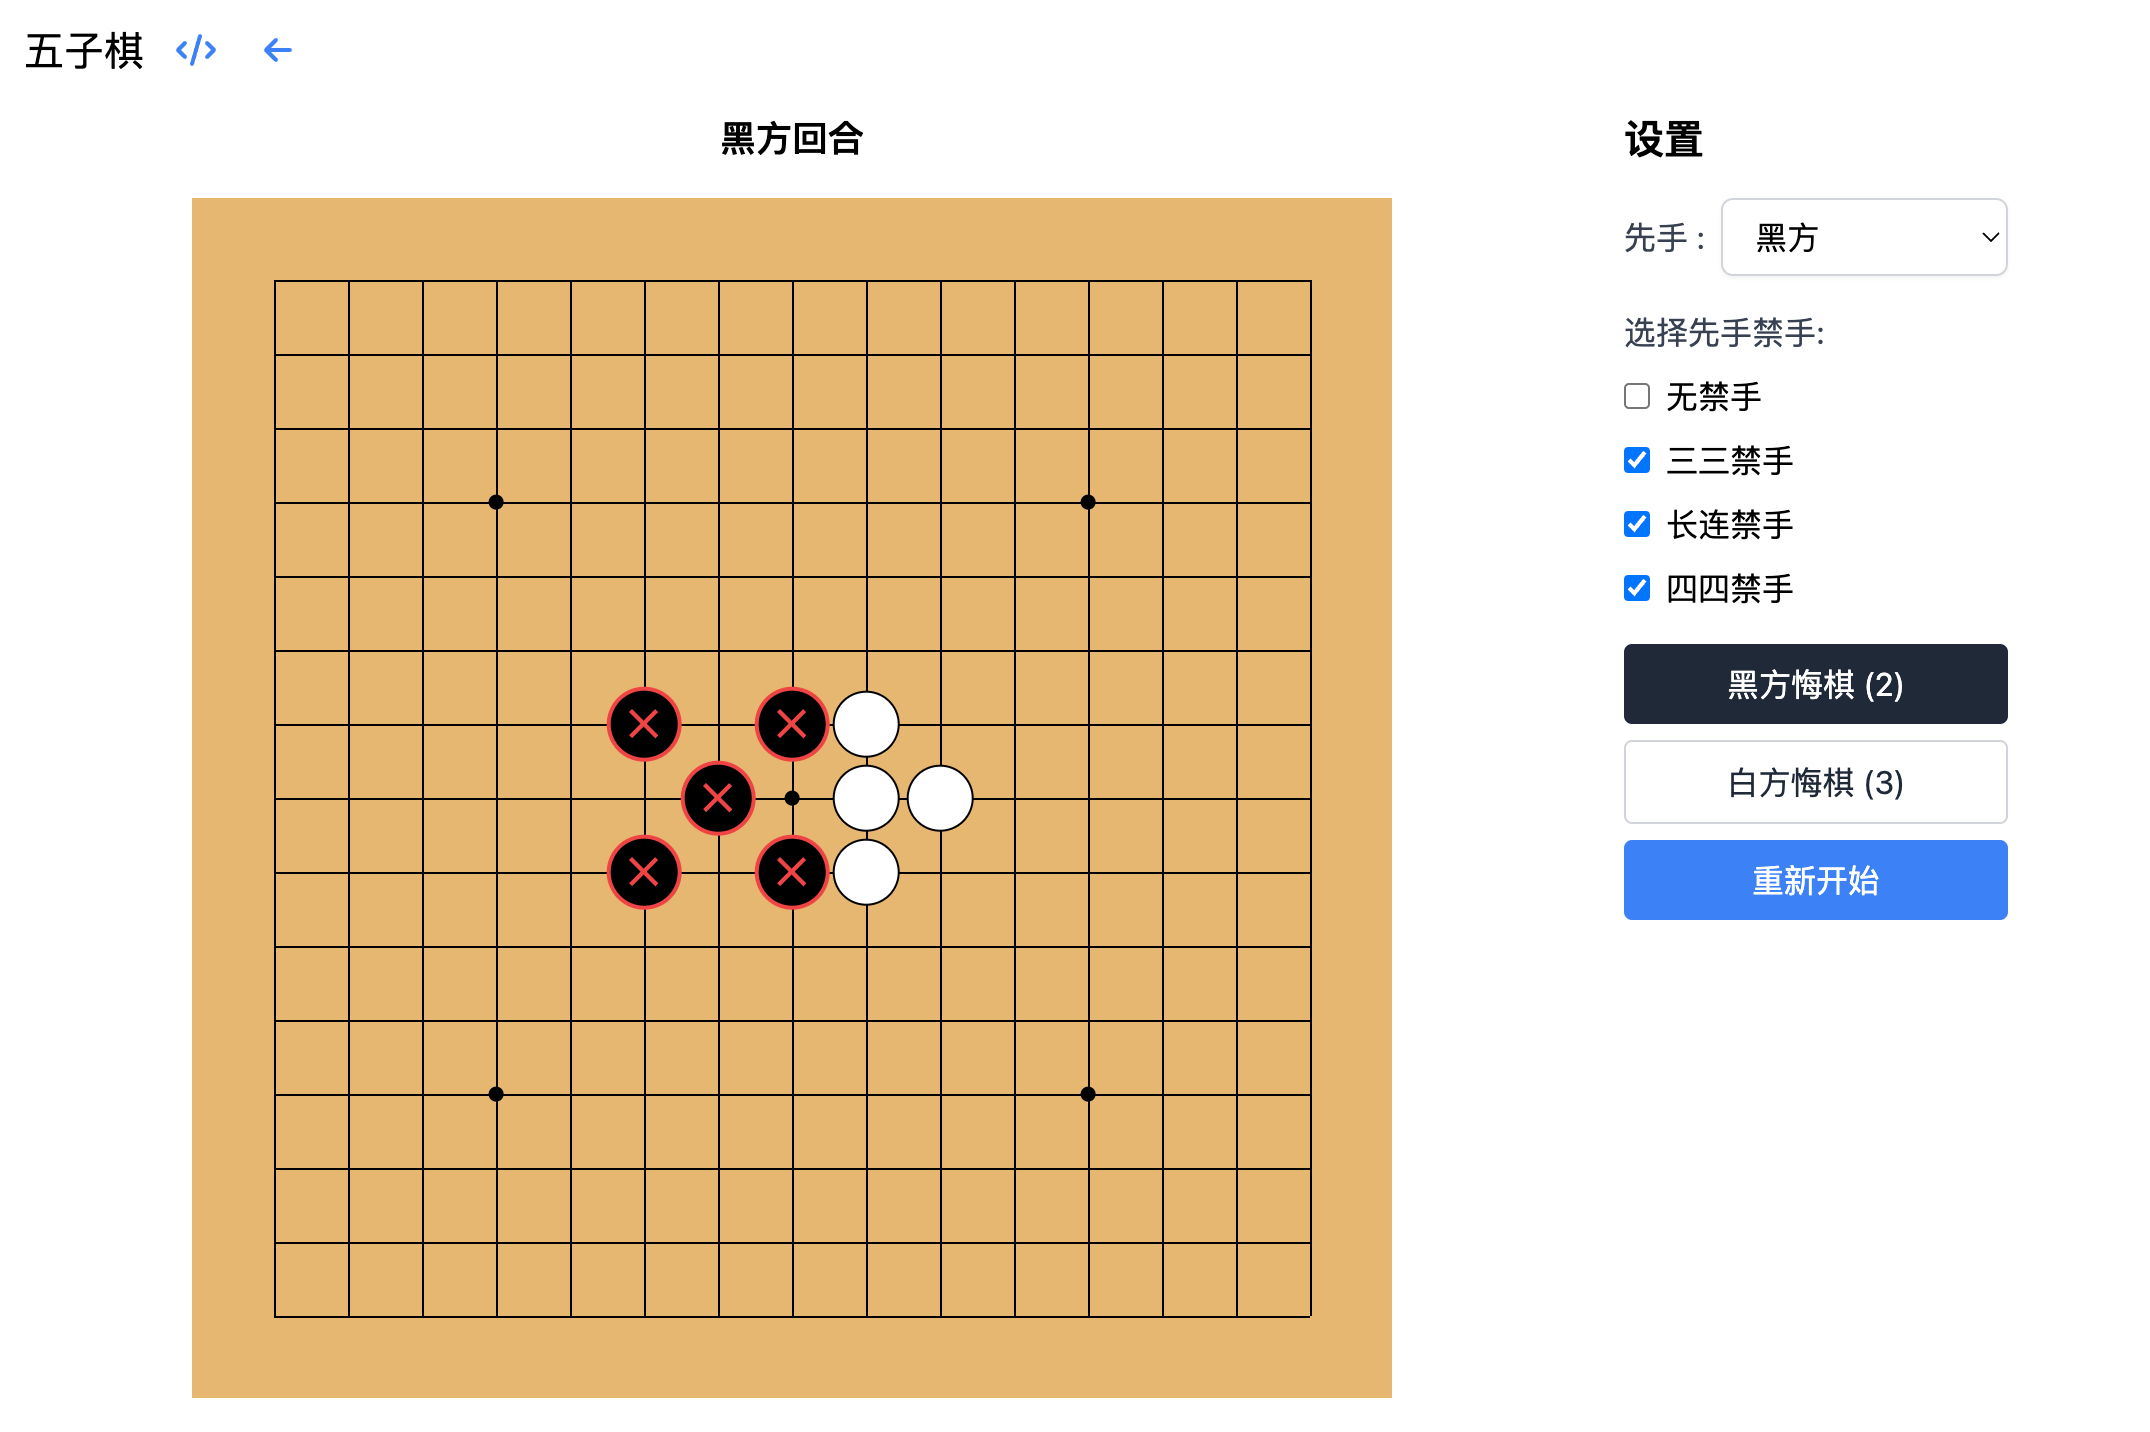 五子棋
黑方回合
设置
先手：
黑方
选择先手禁手:
无禁手
三三禁手
长连禁手
四四禁手
黑方悔棋 (2)
白方悔棋 (3)
重新开始